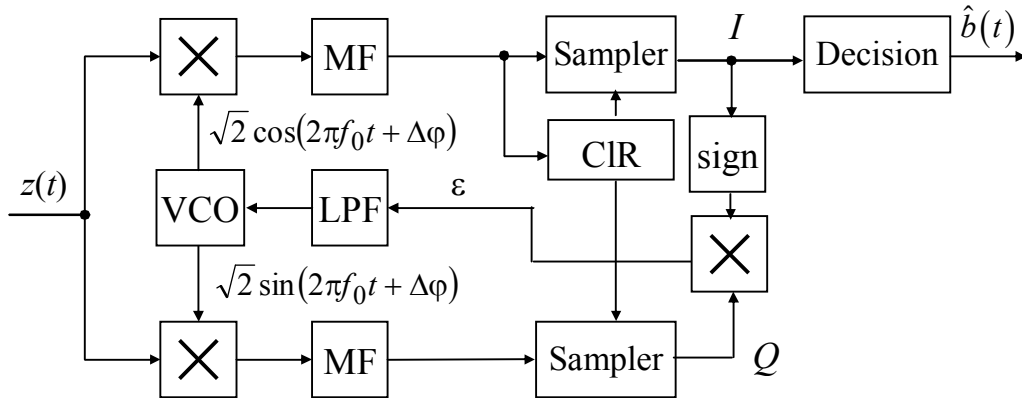 MF
Sampler
I
Decision
b̂(t)
√2 cos(2πf₀t + Δφ)
ClR
sign
z(t)
VCO
LPF
ε
√2 sin(2πf₀t + Δφ)
MF
Sampler
Q